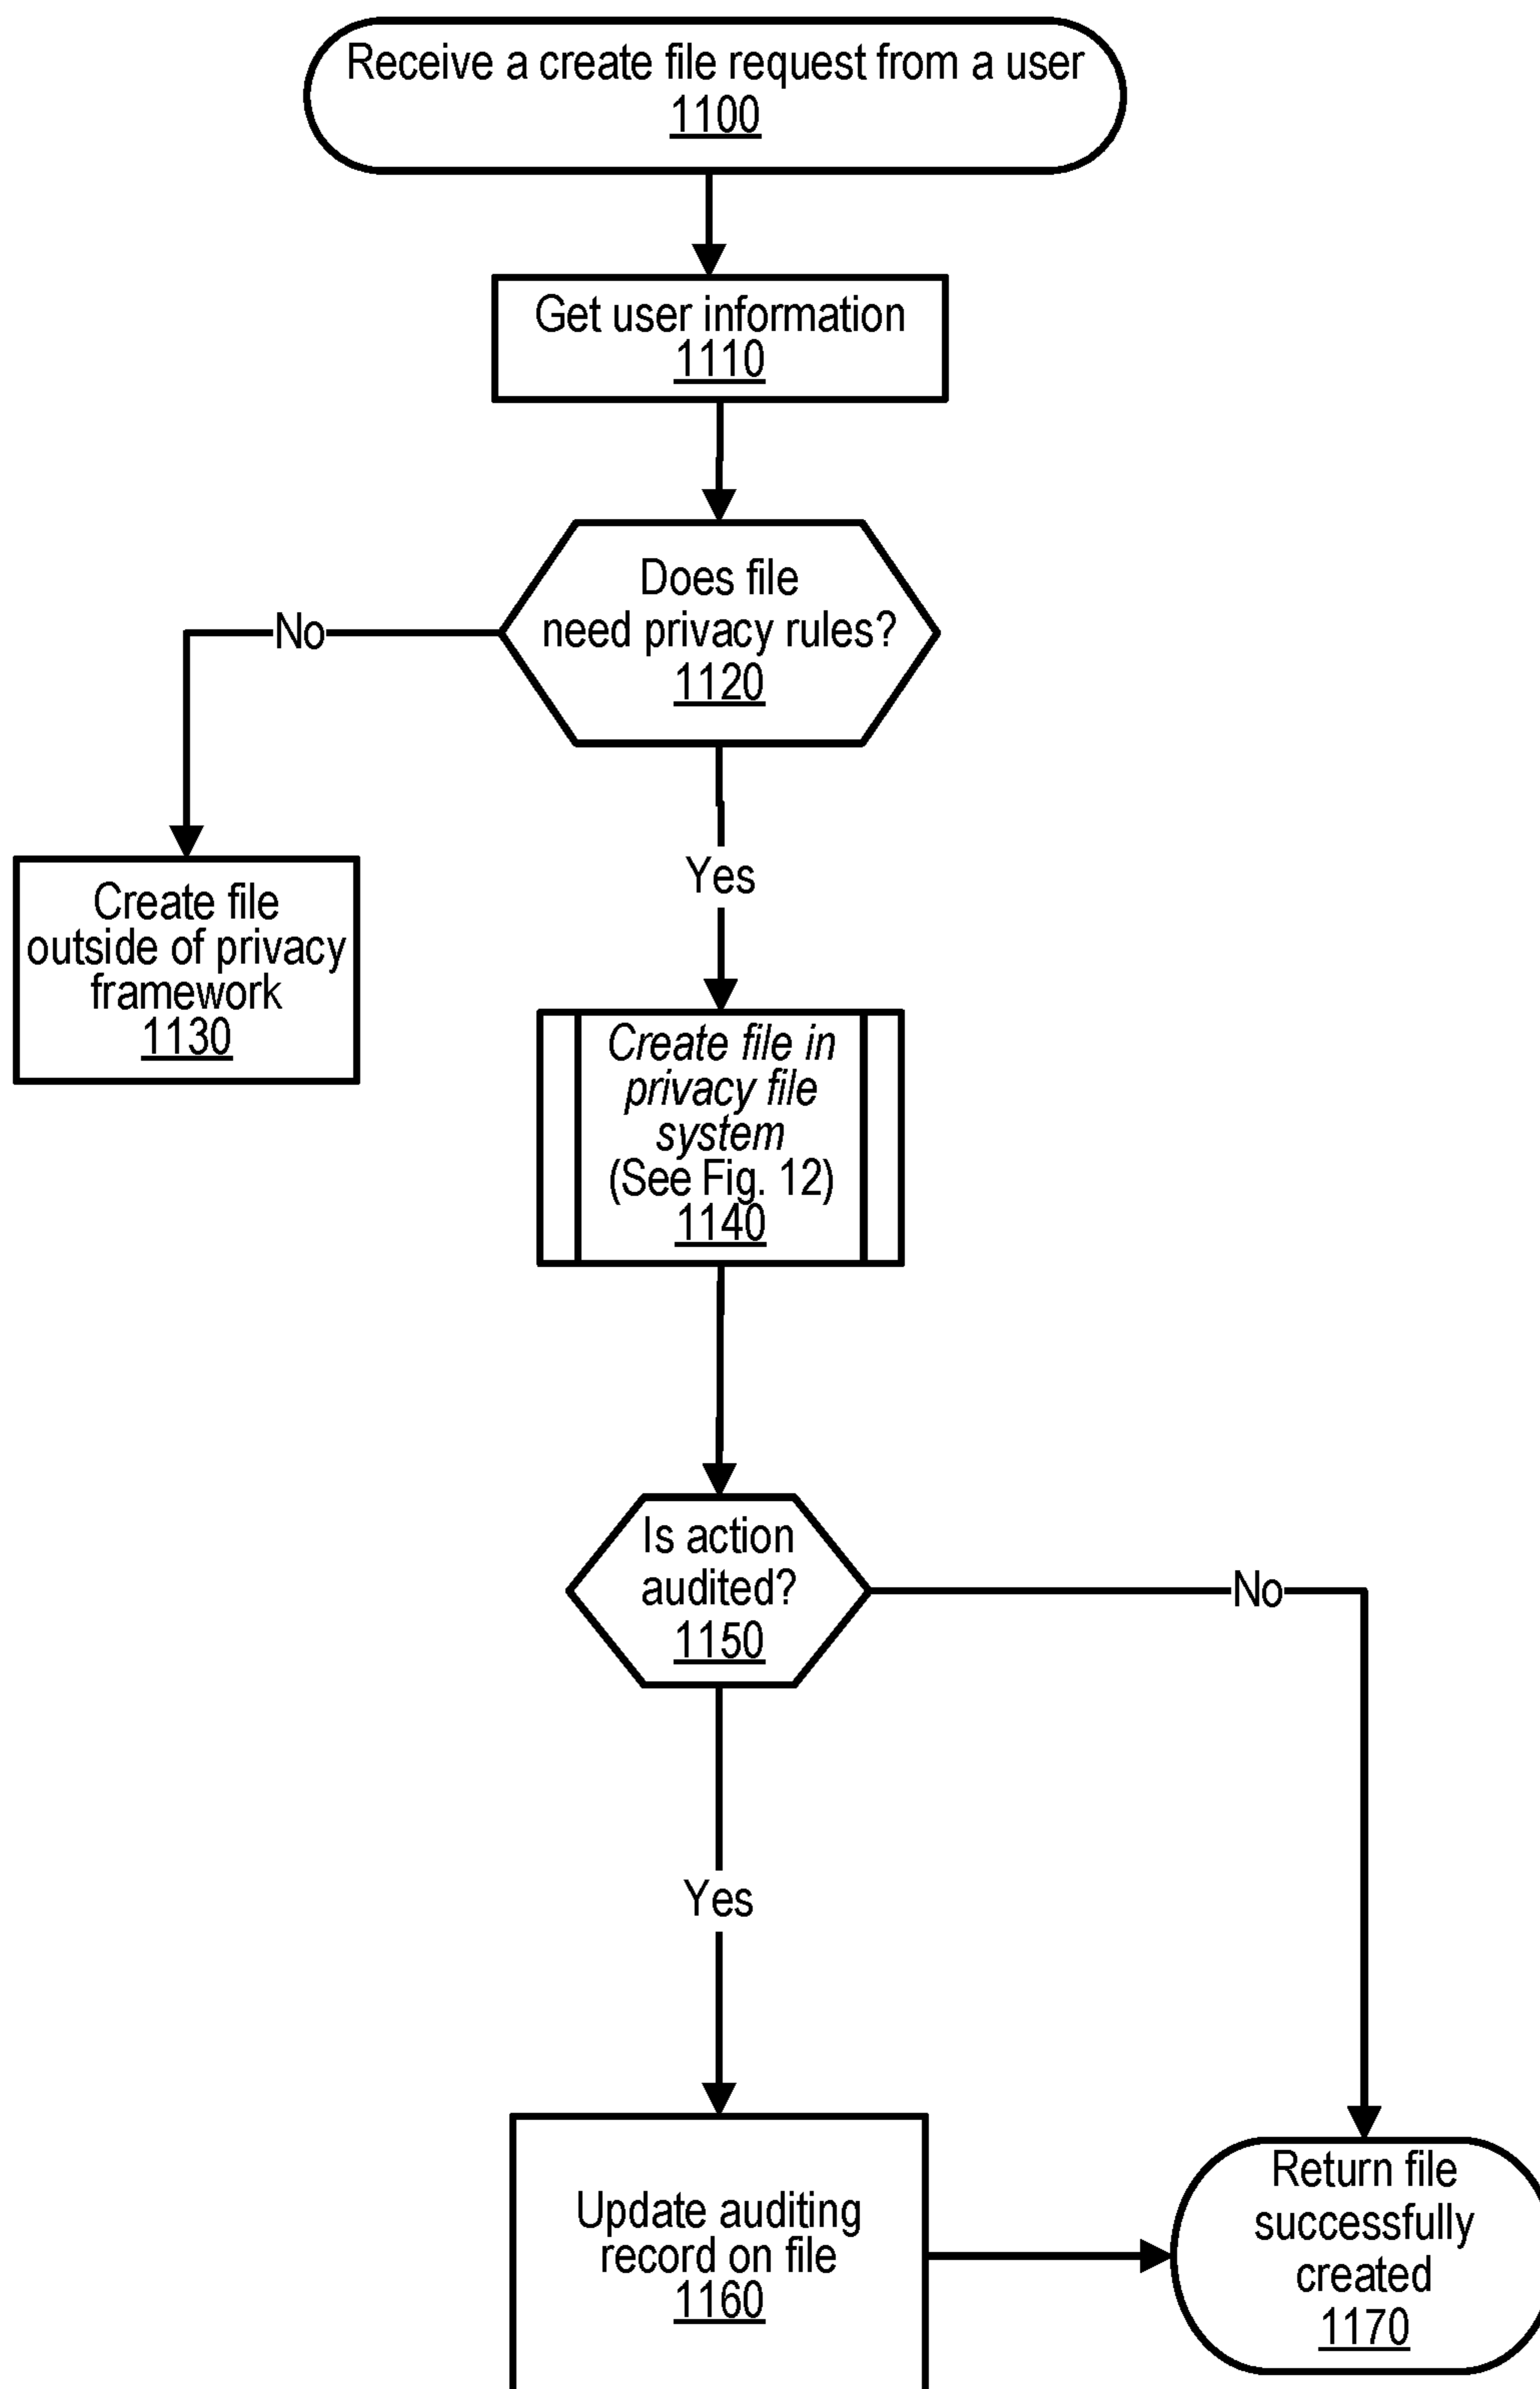 Receive a create file request from a user
1100
Get user information
1110
Does file
need privacy rules?
1120
No
Yes
Create file
outside of privacy
framework
1130
Create file in
privacy file
system
(See Fig. 12)
1140
Is action
audited?
1150
No
Yes
Update auditing
record on file
1160
Return file
successfully
created
1170